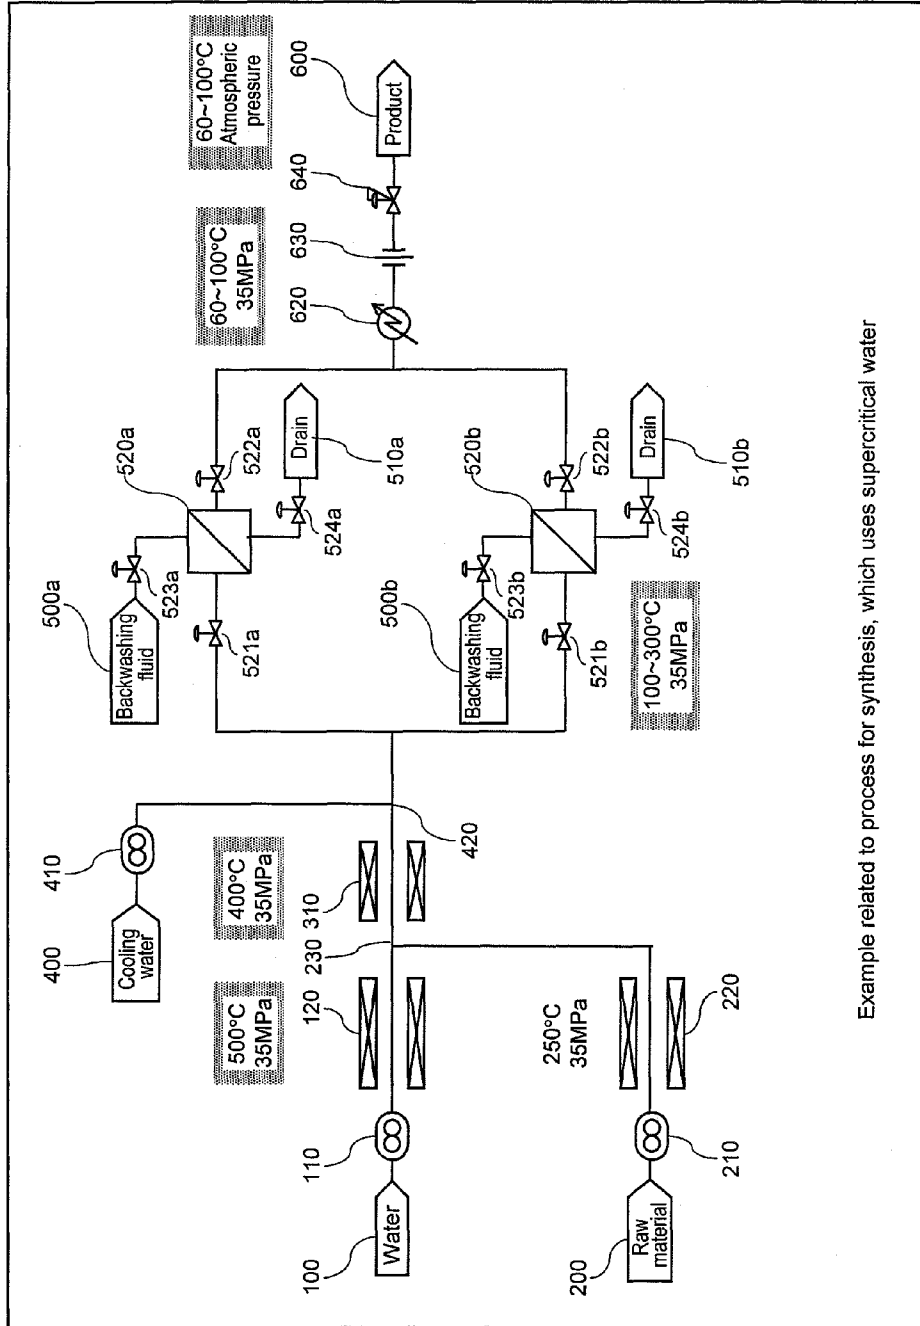 100
Water
110
120
500°C
35MPa
200
Raw
material
210
220
250°C
35MPa
230
310
400°C
35MPa
400
Cooling
water
410
420
500a
Backwashing
fluid
523a
521a
520a
522a
524a
Drain
510a
500b
Backwashing
fluid
523b
521b
520b
522b
524b
Drain
510b
100~300°C
35MPa
60~100°C
35MPa
620
630
640
60~100°C
Atmospheric
pressure
600
Product
Example related to process for synthesis, which uses supercritical water